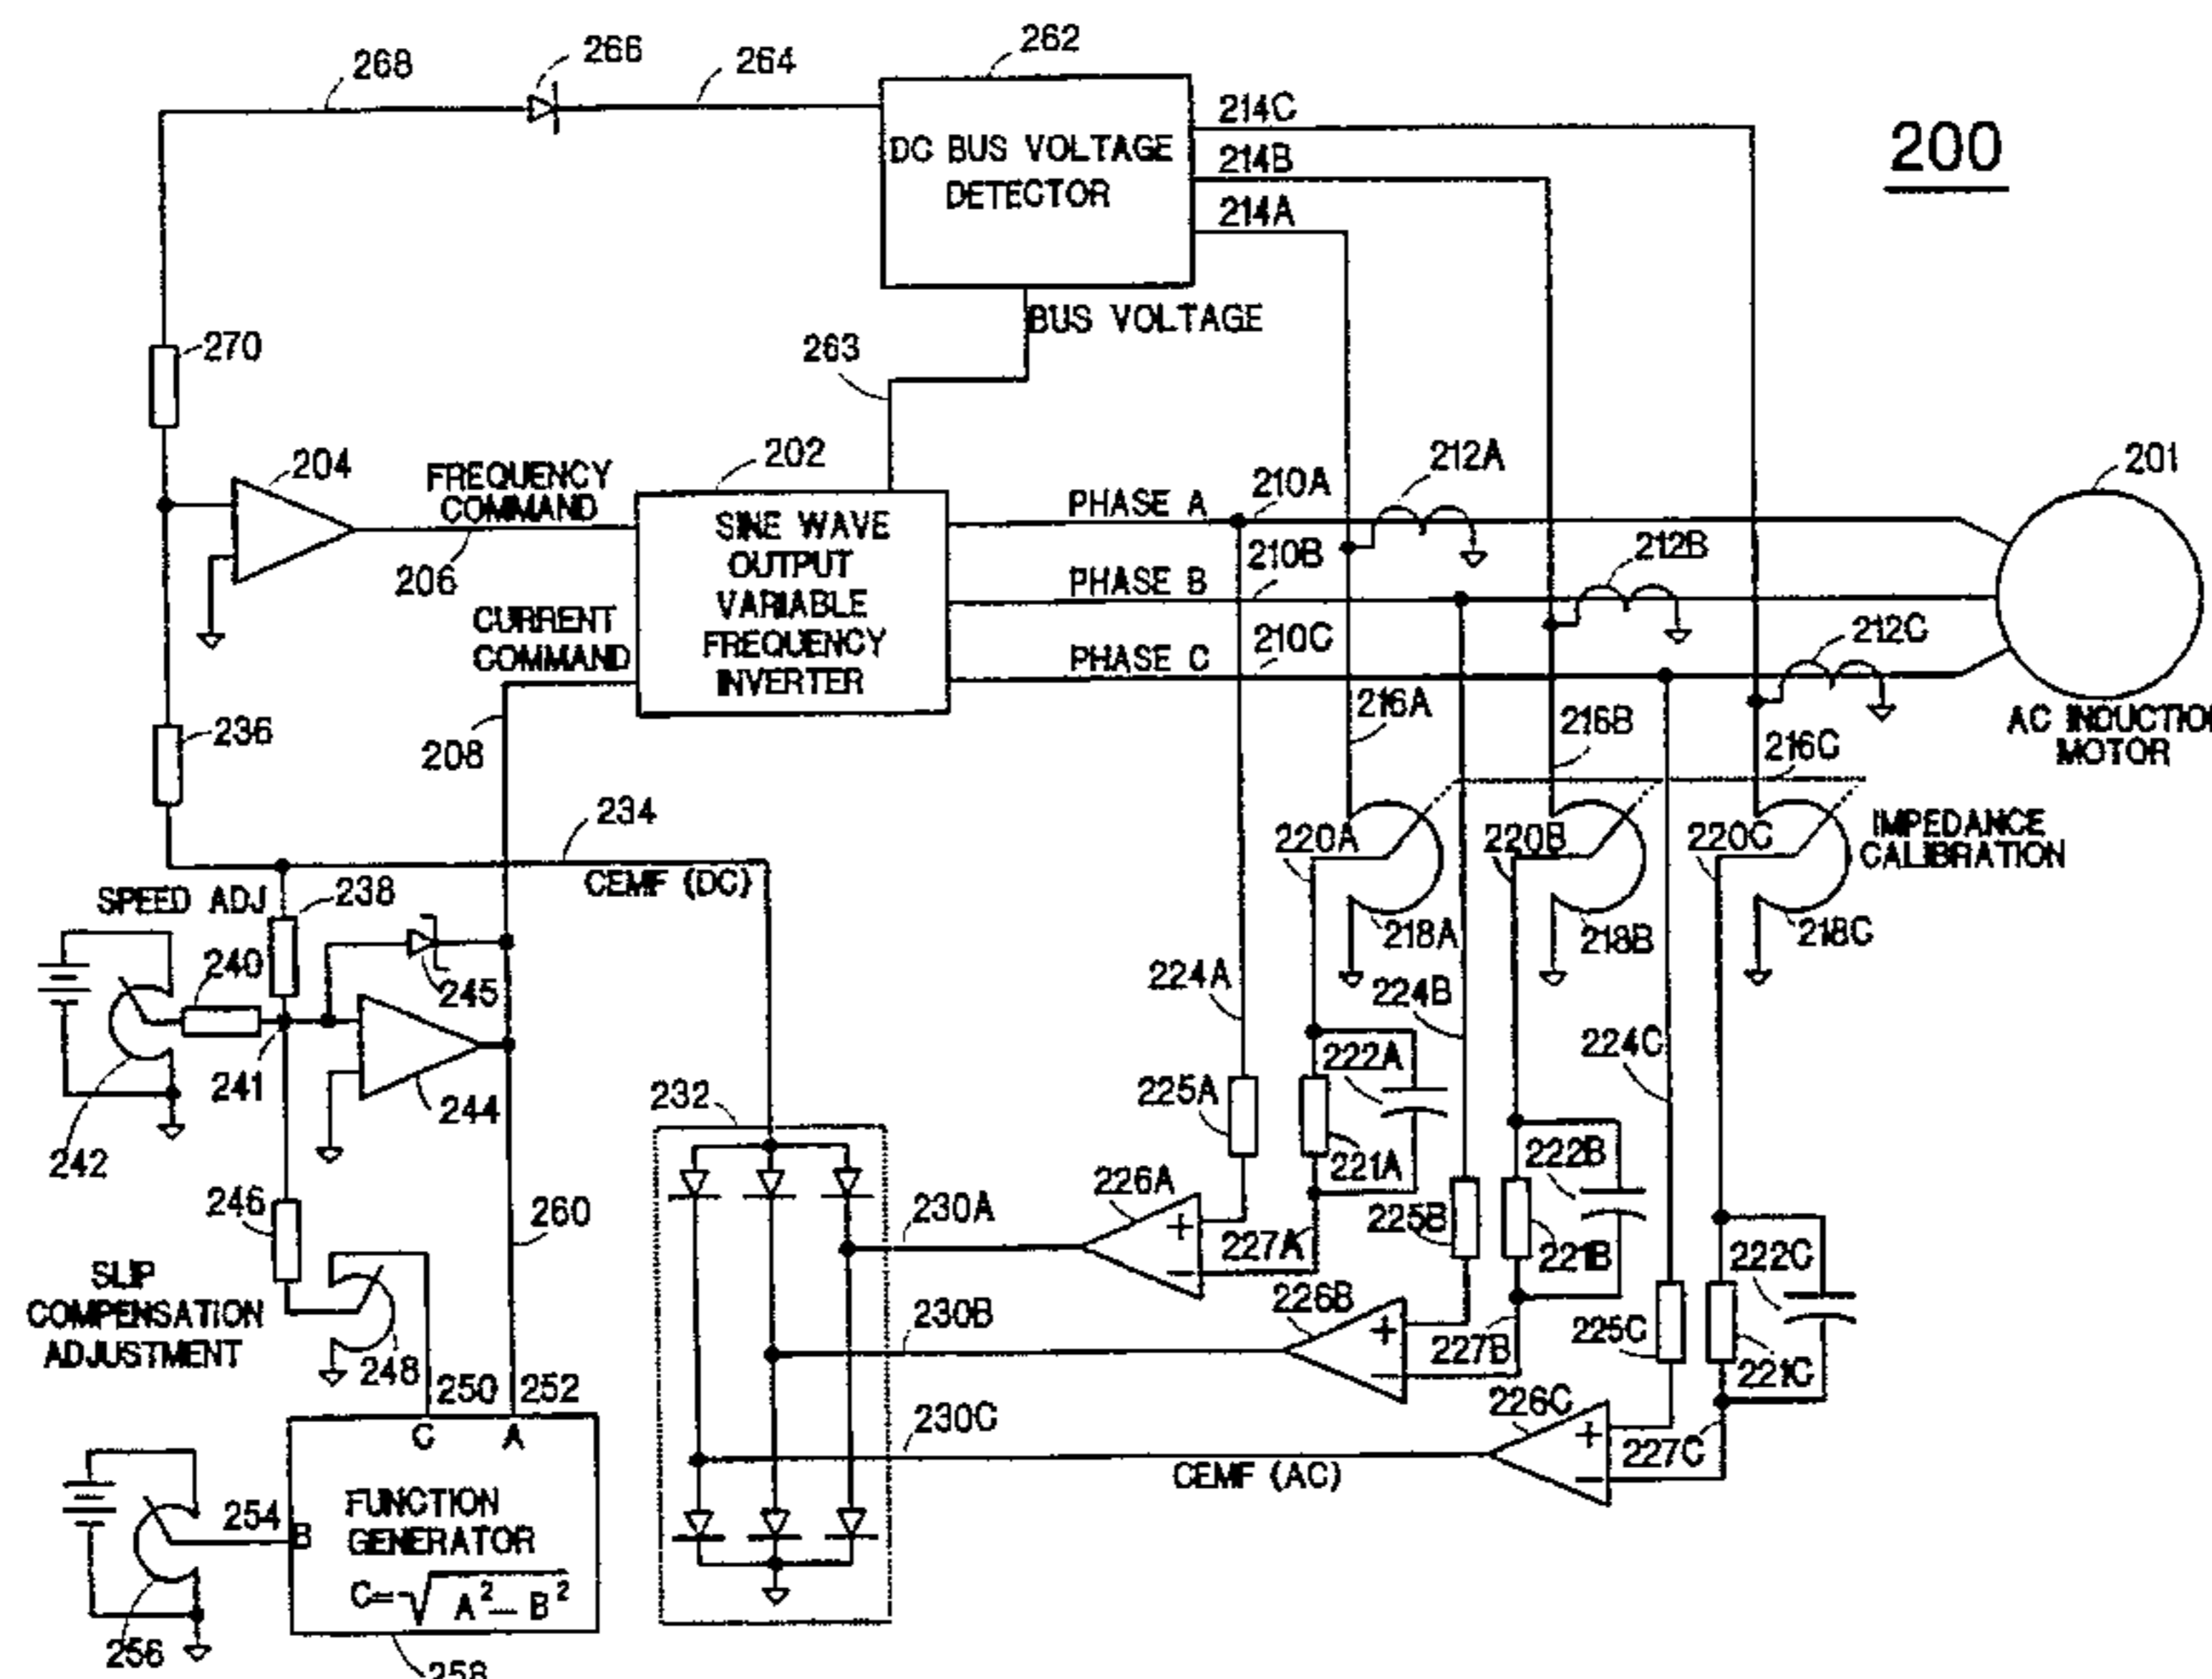 268
266
264
262
214C
200
DC BUS VOLTAGE
DETECTOR
214B
214A
BUS VOLTAGE
270
263
204
FREQUENCY
COMMAND
206
202
SINE WAVE
OUTPUT
VARIABLE
FREQUENCY
INVERTER
CURRENT
COMMAND
208
PHASE A
210A
212A
201
210B
PHASE B
212B
PHASE C
210C
212C
AC INDUCTION
MOTOR
236
216A
216B
216C
234
CEMF (DC)
220A
220B
220C
IMPEDANCE
CALIBRATION
SPEED ADJ
238
218A
218B
218C
240
245
224A
224B
224C
241
242
244
232
225A
222A
221A
226A
222B
246
260
230A
227A
225B
221B
222C
SLIP
COMPENSATION
ADJUSTMENT
248
250
252
230B
226B
227B
225C
221C
230C
226C
227C
CEMF (AC)
C
A
254
B
FUNCTION
GENERATOR
C=√A² − B²
256
258